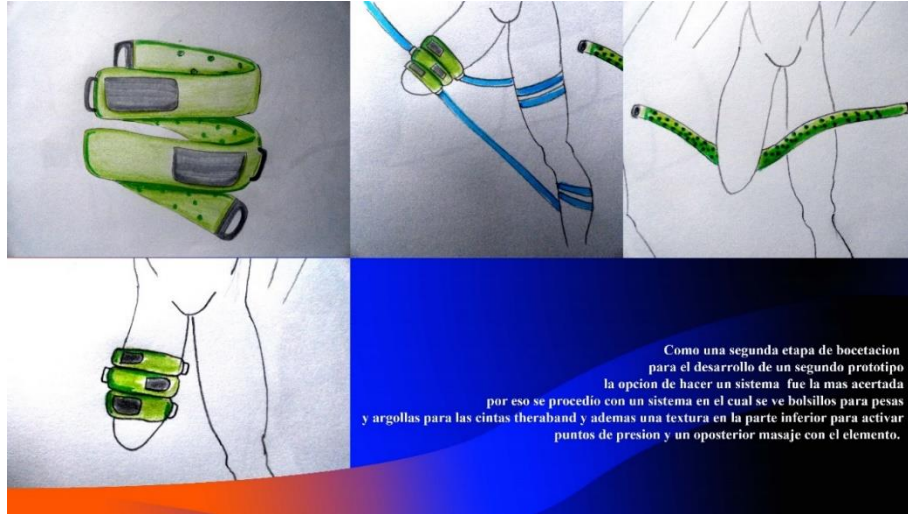 Como una segunda etapa de bocetacion
para el desarrollo de un segundo prototipo
la opcion de hacer un sistema fue la mas acertada
por eso se procedio con un sistema en el cual se ve bolsillos para pesas
y argollas para las cintas theraband y ademas una textura en la parte inferior para activar
puntos de presion y un oposterior masaje con el elemento.